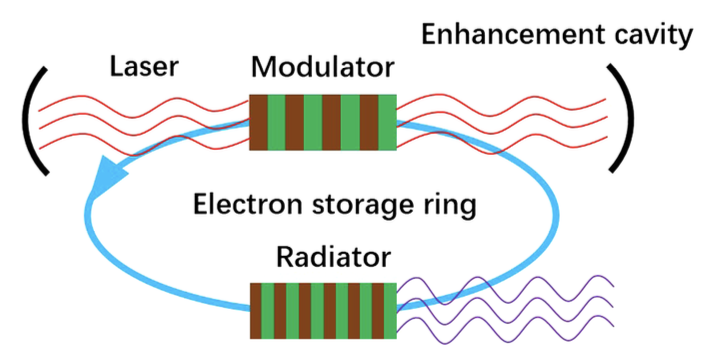 Enhancement cavity
Laser
Modulator
Electron storage ring
Radiator